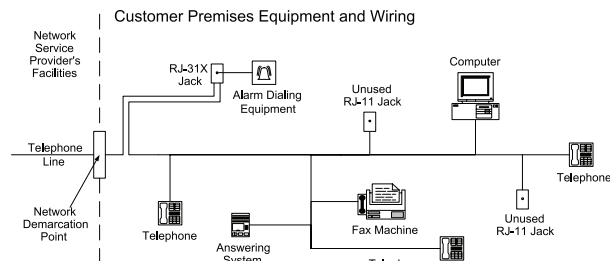 Customer Premises Equipment and Wiring
Network
Service
Provider's
Facilities
RJ-31X
Jack
Alarm Dialing
Equipment
Unused
RJ-11 Jack
Computer
Telephone
Line
Network
Demarcation
Point
Telephone
Answering
System
Fax Machine
Unused
RJ-11 Jack
Telephone